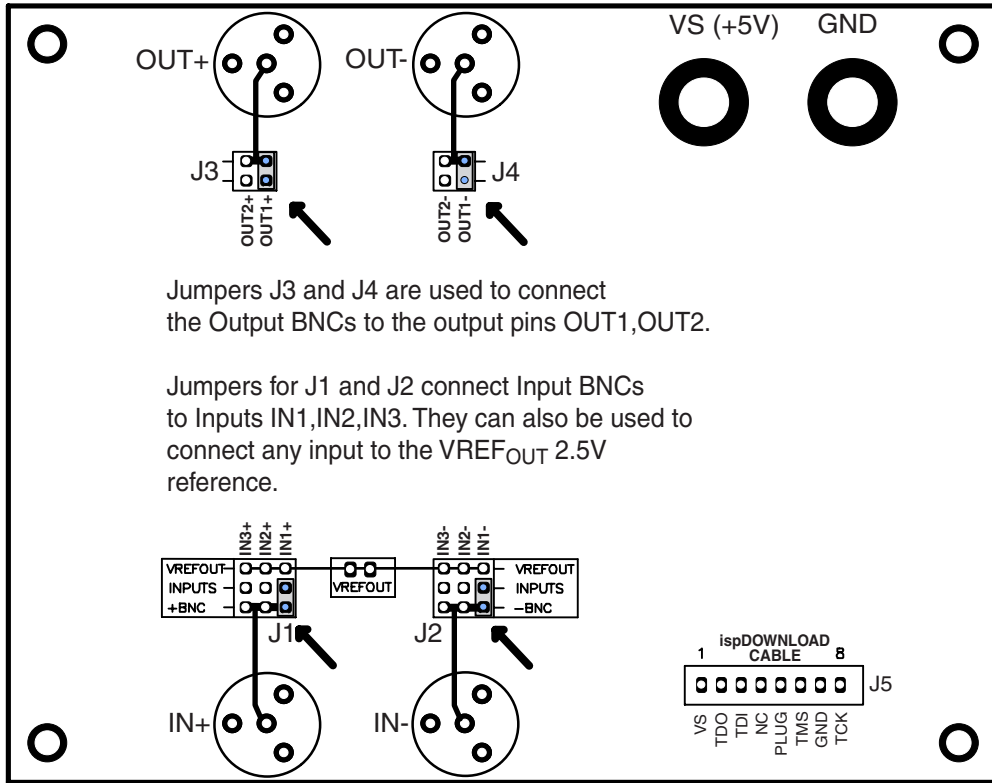 VS (+5V) GND
OUT+ OUT-
J3 J4
OUT2+
OUT1+
OUT2-
OUT1-
Jumpers J3 and J4 are used to connect
the Output BNCs to the output pins OUT1,OUT2.
Jumpers for J1 and J2 connect Input BNCs
to Inputs IN1,IN2,IN3. They can also be used to
connect any input to the VREFOUT 2.5V
reference.
IN3+
IN2+
IN1+
IN3-
IN2-
IN1-
VREFOUT
INPUTS
+BNC
VREFOUT
VREFOUT
INPUTS
-BNC
J1 J2
IN+ IN-
ispDOWNLOAD
CABLE
1 8
J5
VS
TDO
TDI
NC
PLUG
TMS
GND
TCK